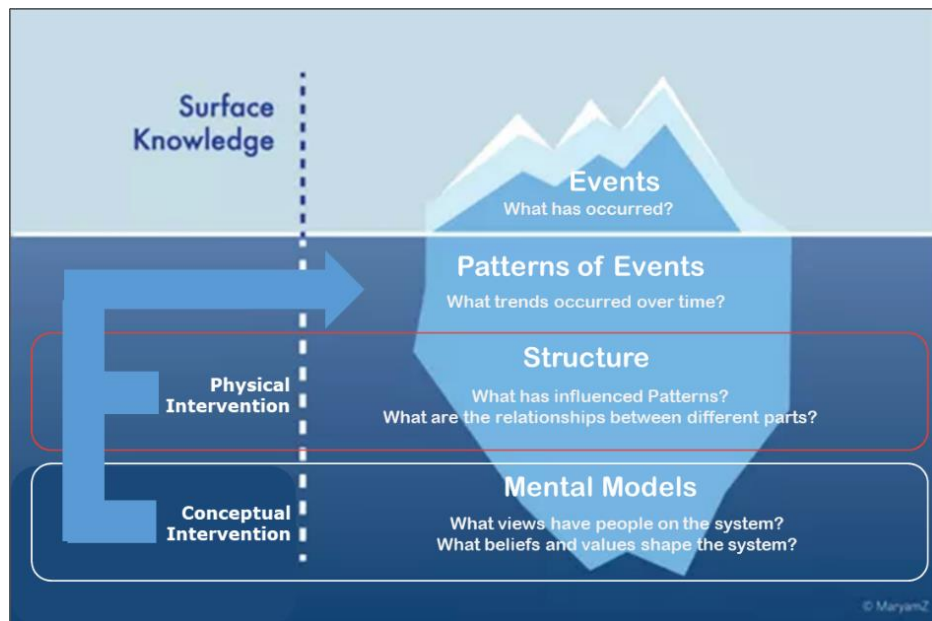 Surface
Knowledge
Events
What has occurred?
Patterns of Events
What trends occurred over time?
Structure
Physical
Intervention
What has influenced Patterns?
What are the relationships between different parts?
Mental Models
Conceptual
Intervention
What views have people on the system?
What beliefs and values shape the system?
© MaryamZ